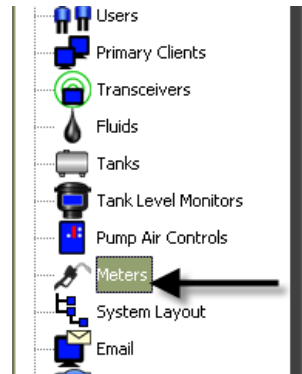 Users
Primary Clients
Transceivers
Fluids
Tanks
Tank Level Monitors
Pump Air Controls
Meters
System Layout
Email